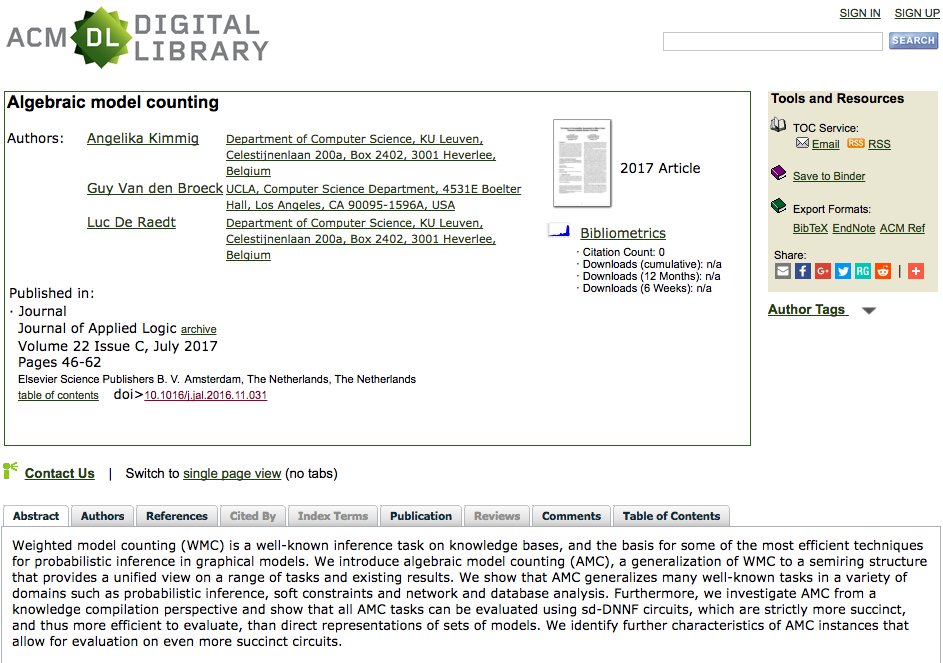 ACM DL DIGITAL LIBRARY
SIGN IN SIGN UP
SEARCH
Algebraic model counting
Authors: Angelika Kimmig Department of Computer Science, KU Leuven,
Celestijnenlaan 200a, Box 2402, 3001 Heverlee,
Belgium
Guy Van den Broeck UCLA, Computer Science Department, 4531E Boelter
Hall, Los Angeles, CA 90095-1596A, USA
Luc De Raedt Department of Computer Science, KU Leuven,
Celestijnenlaan 200a, Box 2402, 3001 Heverlee,
Belgium
2017 Article
Bibliometrics
· Citation Count: 0
· Downloads (cumulative): n/a
· Downloads (12 Months): n/a
· Downloads (6 Weeks): n/a
Published in:
· Journal
Journal of Applied Logic archive
Volume 22 Issue C, July 2017
Pages 46-62
Elsevier Science Publishers B. V. Amsterdam, The Netherlands, The Netherlands
table of contents doi>10.1016/j.jal.2016.11.031
Tools and Resources
TOC Service:
Email RSS RSS
Save to Binder
Export Formats:
BibTeX EndNote ACM Ref
Share:
f G+ RG | +
Author Tags
Contact Us | Switch to single page view (no tabs)
Abstract Authors References Cited By Index Terms Publication Reviews Comments Table of Contents
Weighted model counting (WMC) is a well-known inference task on knowledge bases, and the basis for some of the most efficient techniques
for probabilistic inference in graphical models. We introduce algebraic model counting (AMC), a generalization of WMC to a semiring structure
that provides a unified view on a range of tasks and existing results. We show that AMC generalizes many well-known tasks in a variety of
domains such as probabilistic inference, soft constraints and network and database analysis. Furthermore, we investigate AMC from a
knowledge compilation perspective and show that all AMC tasks can be evaluated using sd-DNNF circuits, which are strictly more succinct,
and thus more efficient to evaluate, than direct representations of sets of models. We identify further characteristics of AMC instances that
allow for evaluation on even more succinct circuits.